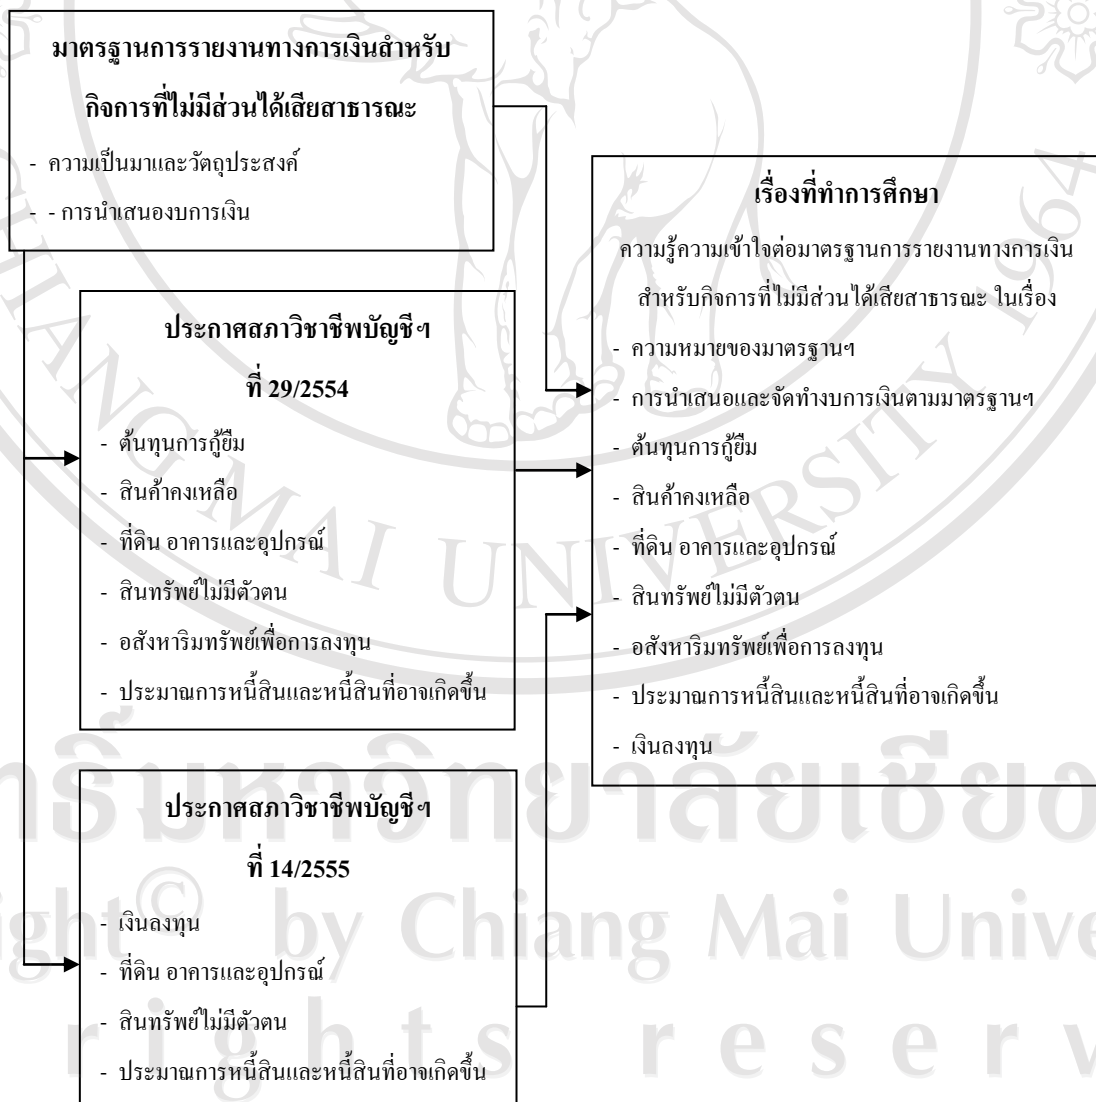 มาตรฐานการรายงานทางการเงินสำหรับ
กิจการที่ไม่มีส่วนได้เสียสาธารณะ
- ความเป็นมาและวัตถุประสงค์
- - การนำเสนองบการเงิน
ประกาศสภาวิชาชีพบัญชีฯ
ที่ 29/2554
- ต้นทุนการกู้ยืม
- สินค้าคงเหลือ
- ที่ดิน อาคารและอุปกรณ์
- สินทรัพย์ไม่มีตัวตน
- อสังหาริมทรัพย์เพื่อการลงทุน
- ประมาณการหนี้สินและหนี้สินที่อาจเกิดขึ้น
ประกาศสภาวิชาชีพบัญชีฯ
ที่ 14/2555
- เงินลงทุน
- ที่ดิน อาคารและอุปกรณ์
- สินทรัพย์ไม่มีตัวตน
- ประมาณการหนี้สินและหนี้สินที่อาจเกิดขึ้น
เรื่องที่ทำการศึกษา
ความรู้ความเข้าใจต่อมาตรฐานการรายงานทางการเงิน
สำหรับกิจการที่ไม่มีส่วนได้เสียสาธารณะ ในเรื่อง
- ความหมายของมาตรฐานฯ
- การนำเสนอและจัดทำงบการเงินตามมาตรฐานฯ
- ต้นทุนการกู้ยืม
- สินค้าคงเหลือ
- ที่ดิน อาคารและอุปกรณ์
- สินทรัพย์ไม่มีตัวตน
- อสังหาริมทรัพย์เพื่อการลงทุน
- ประมาณการหนี้สินและหนี้สินที่อาจเกิดขึ้น
- เงินลงทุน
MAI UNIVERSITY 1964
by Chiang Mai